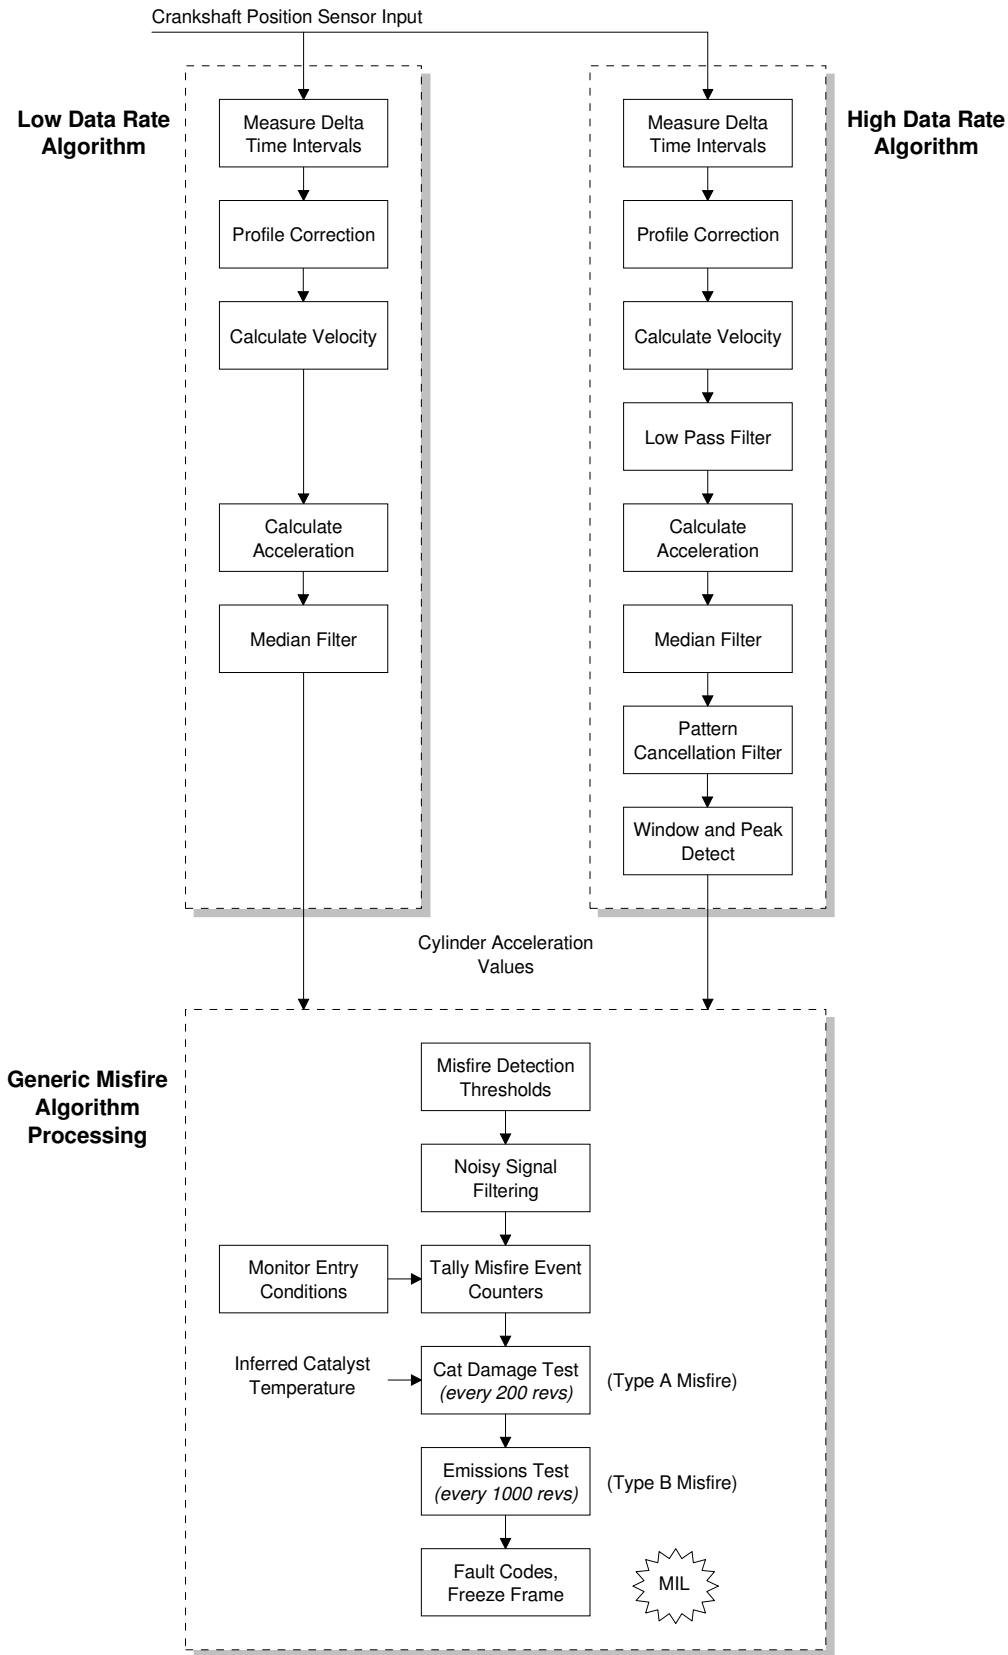 Crankshaft Position Sensor Input
Low Data Rate
Algorithm
Measure Delta
Time Intervals
Profile Correction
Calculate Velocity
Calculate
Acceleration
Median Filter
High Data Rate
Algorithm
Measure Delta
Time Intervals
Profile Correction
Calculate Velocity
Low Pass Filter
Calculate
Acceleration
Median Filter
Pattern
Cancellation Filter
Window and Peak
Detect
Cylinder Acceleration
Values
Generic Misfire
Algorithm
Processing
Misfire Detection
Thresholds
Noisy Signal
Filtering
Monitor Entry
Conditions
Tally Misfire Event
Counters
Inferred Catalyst
Temperature
Cat Damage Test
(every 200 revs)
(Type A Misfire)
Emissions Test
(every 1000 revs)
(Type B Misfire)
Fault Codes,
Freeze Frame
MIL